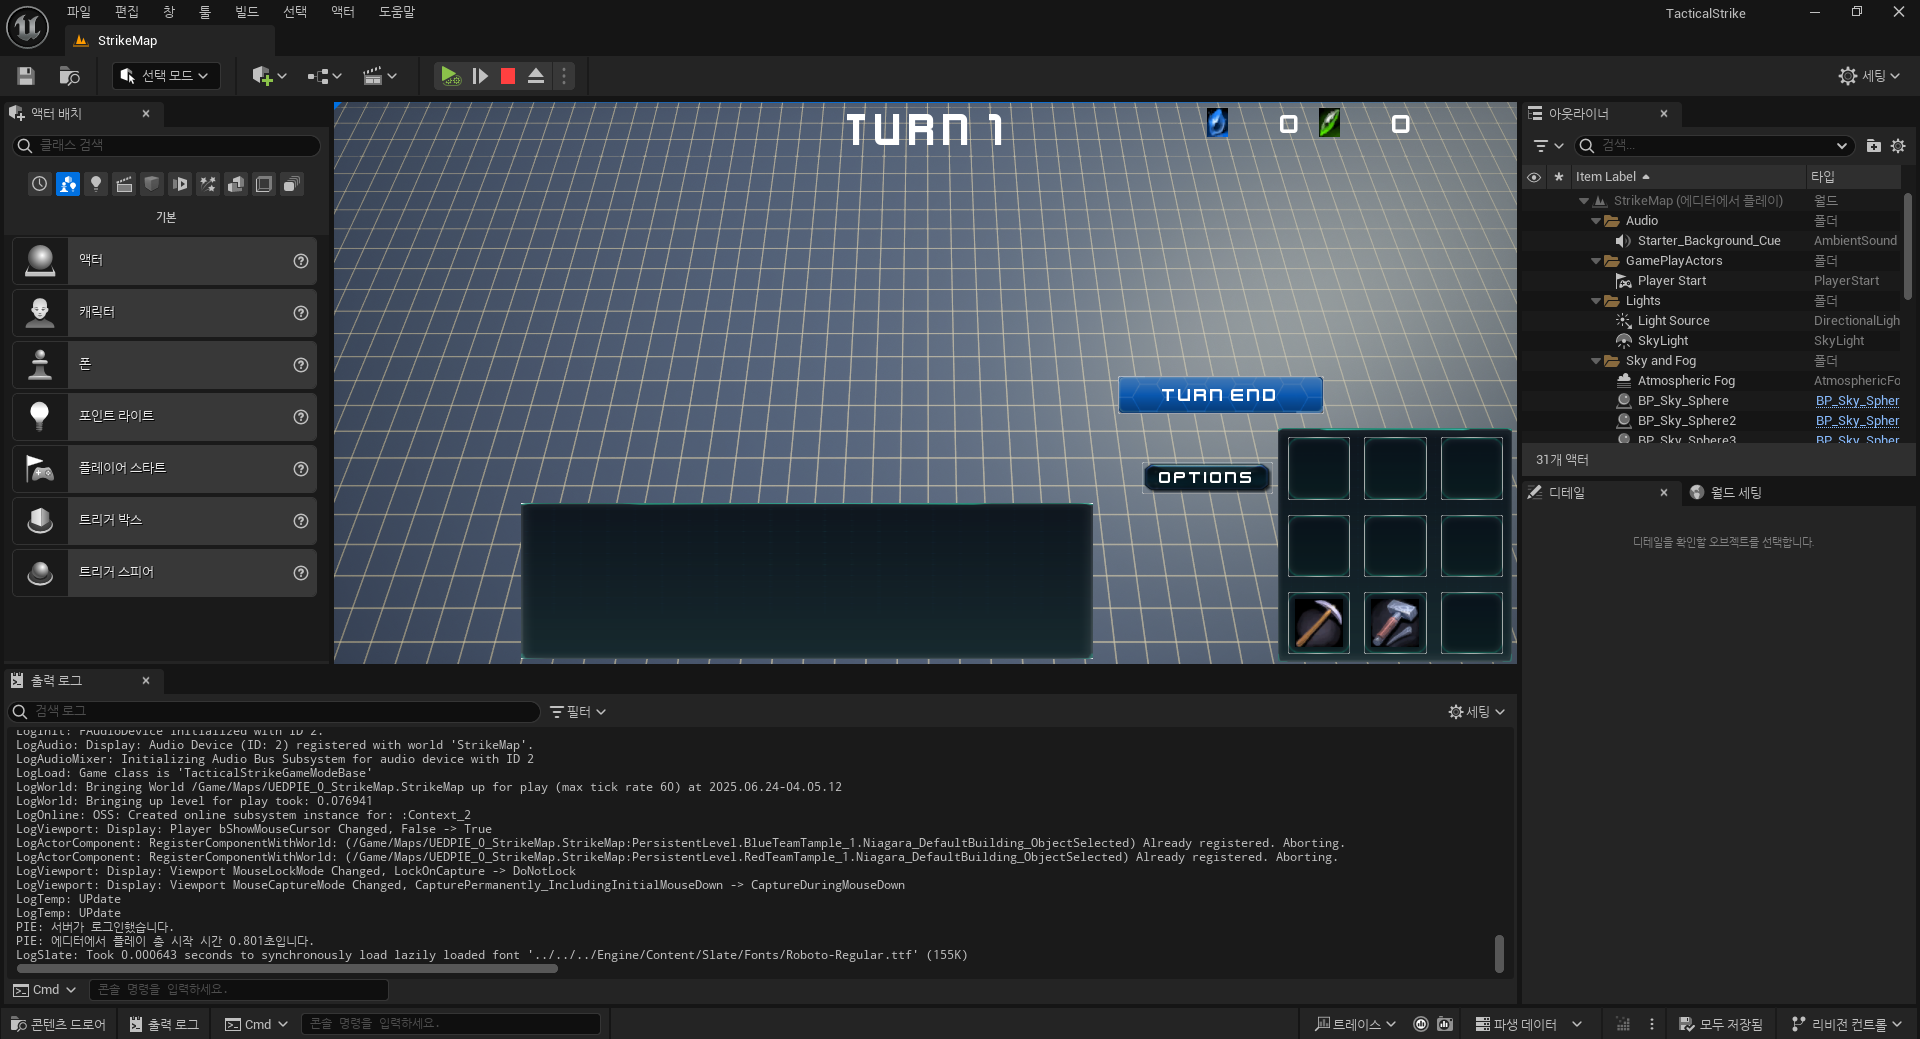 파일 편집 창 툴 빌드 선택 액터 도움말 TacticalStrike
StrikeMap
선택 모드 세팅
액터 배치
클래스 검색
기본
액터
캐릭터
폰
포인트 라이트
플레이어 스타트
트리거 박스
트리거 스피어
TURN 1 0 0
TURN END
OPTIONS
아웃라이너
검색...
Item Label 타입
StrikeMap (에디터에서 플레이) 월드
Audio 폴더
Starter_Background_Cue AmbientSound
GamePlayActors 폴더
Player Start PlayerStart
Lights 폴더
Light Source DirectionalLigh
SkyLight SkyLight
Sky and Fog 폴더
Atmospheric Fog AtmosphericFo
BP_Sky_Sphere BP_Sky_Spher
BP_Sky_Sphere2 BP_Sky_Spher
BP_Sky_Sphere3 BP_Sky_Spher
31개 액터
디테일 월드 세팅
디테일을 확인할 오브젝트를 선택합니다.
출력 로그
검색 로그 필터 세팅
LogInit: FAudioDevice initialized with ID 2.
LogAudio: Display: Audio Device (ID: 2) registered with world 'StrikeMap'.
LogAudioMixer: Initializing Audio Bus Subsystem for audio device with ID 2
LogLoad: Game class is 'TacticalStrikeGameModeBase'
LogWorld: Bringing World /Game/Maps/UEDPIE_0_StrikeMap.StrikeMap up for play (max tick rate 60) at 2025.06.24-04.05.12
LogWorld: Bringing up level for play took: 0.076941
LogOnline: OSS: Created online subsystem instance for: :Context_2
LogViewport: Display: Player bShowMouseCursor Changed, False -> True
LogActorComponent: RegisterComponentWithWorld: (/Game/Maps/UEDPIE_0_StrikeMap.StrikeMap:PersistentLevel.BlueTeamTample_1.Niagara_DefaultBuilding_ObjectSelected) Already registered. Aborting.
LogActorComponent: RegisterComponentWithWorld: (/Game/Maps/UEDPIE_0_StrikeMap.StrikeMap:PersistentLevel.RedTeamTample_1.Niagara_DefaultBuilding_ObjectSelected) Already registered. Aborting.
LogViewport: Display: Viewport MouseLockMode Changed, LockOnCapture -> DoNotLock
LogViewport: Display: Viewport MouseCaptureMode Changed, CapturePermanently_IncludingInitialMouseDown -> CaptureDuringMouseDown
LogTemp: UPdate
LogTemp: UPdate
PIE: 서버가 로그인했습니다.
PIE: 에디터에서 플레이 총 시작 시간 0.801초입니다.
LogSlate: Took 0.000643 seconds to synchronously load lazily loaded font '../../../Engine/Content/Slate/Fonts/Roboto-Regular.ttf' (155K)
Cmd 콘솔 명령을 입력하세요.
콘텐츠 드로어 출력 로그 Cmd 콘솔 명령을 입력하세요. 트레이스 파생 데이터 모두 저장됨 리비전 컨트롤